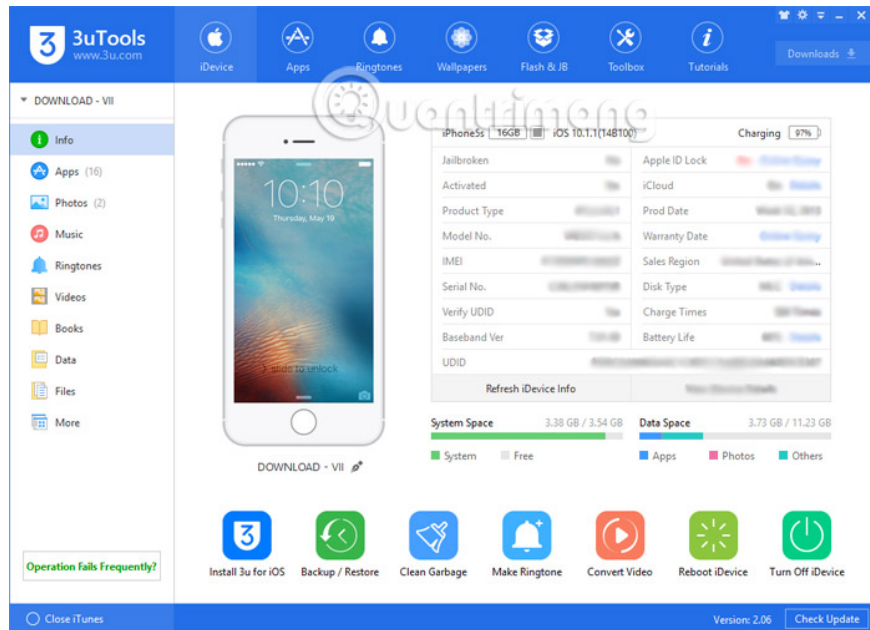 3uTools
www.3u.com
iDevice
Apps
Ringtones
Wallpapers
Flash & JB
Toolbox
Tutorials
Downloads
DOWNLOAD - VII
Info
Apps (16)
Photos (2)
Music
Ringtones
Videos
Books
Data
Files
More
Operation Fails Frequently?
Quantrimang
10:10
Thursday, May 19
> slide to unlock
DOWNLOAD - VII
iPhone5s 16GB iOS 10.1.1(14B100) Charging 97%
Jailbroken Apple ID Lock
Activated iCloud
Product Type Prod Date
Model No. Warranty Date
IMEI Sales Region
Serial No. Disk Type
Verify UDID Charge Times
Baseband Ver Battery Life
UDID
Refresh iDevice Info
System Space 3.38 GB / 3.54 GB Data Space 3.73 GB / 11.23 GB
System Free Apps Photos Others
Install 3u for iOS Backup / Restore Clean Garbage Make Ringtone Convert Video Reboot iDevice Turn Off iDevice
Close iTunes
Version: 2.06 Check Update